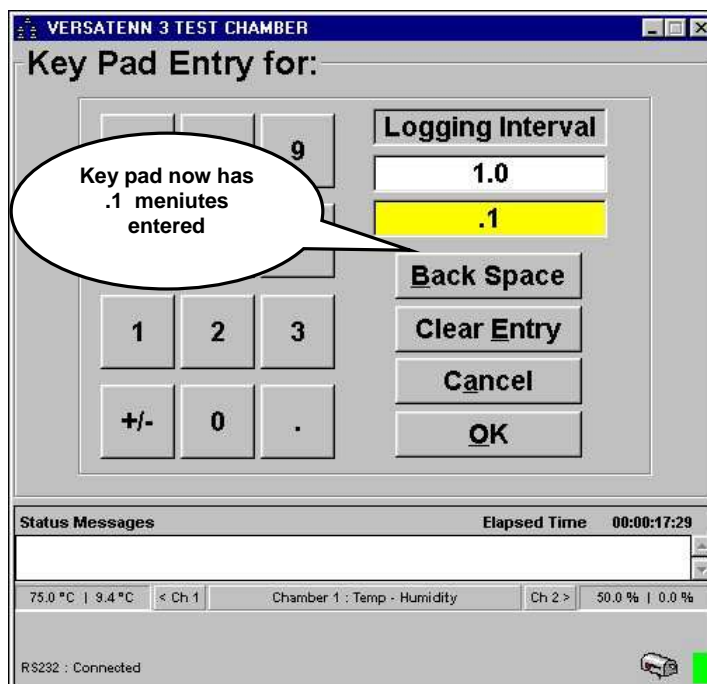 VERSATENN 3 TEST CHAMBER
Key Pad Entry for:
9
Logging Interval
1.0
.1
Key pad now has
.1 meniutes
entered
Back Space
1
2
3
Clear Entry
Cancel
+/-
0
.
OK
Status Messages
Elapsed Time 00:00:17:29
75.0 °C | 9.4 °C < Ch 1 Chamber 1 : Temp - Humidity Ch 2 > 50.0 % | 0.0 %
RS232 : Connected